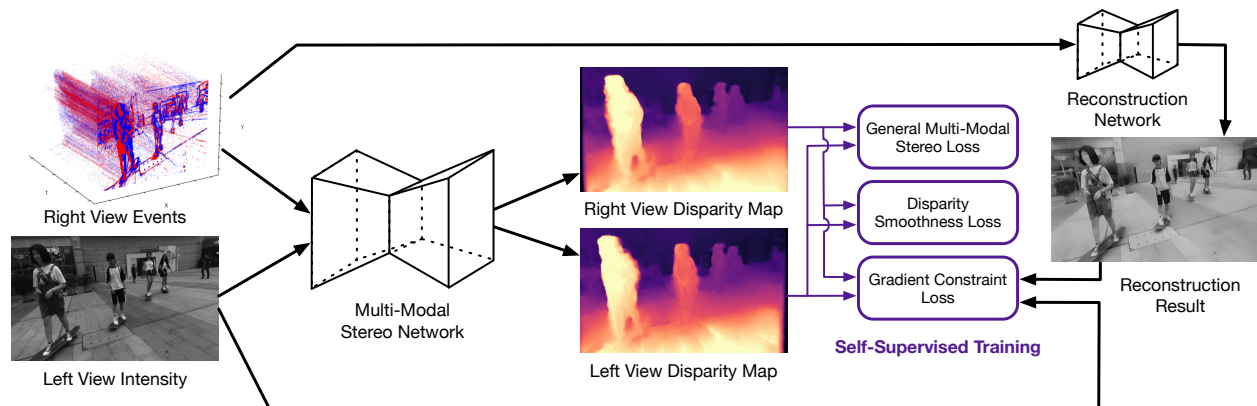 Right View Events
Left View Intensity
Multi-Modal
Stereo Network
Right View Disparity Map
Left View Disparity Map
General Multi-Modal
Stereo Loss
Disparity
Smoothness Loss
Gradient Constraint
Loss
Self-Supervised Training
Reconstruction
Network
Reconstruction
Result